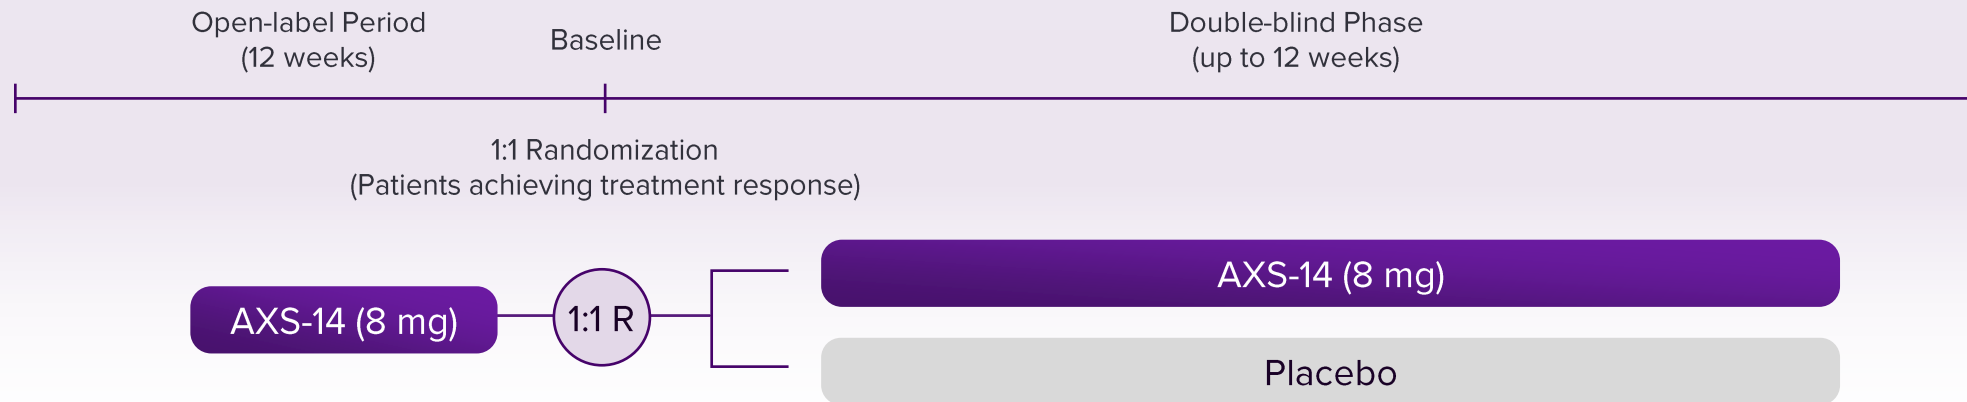 Open-label Period
(12 weeks)
Baseline
Double-blind Phase
(up to 12 weeks)
1:1 Randomization
(Patients achieving treatment response)
AXS-14 (8 mg)
1:1 R
AXS-14 (8 mg)
Placebo